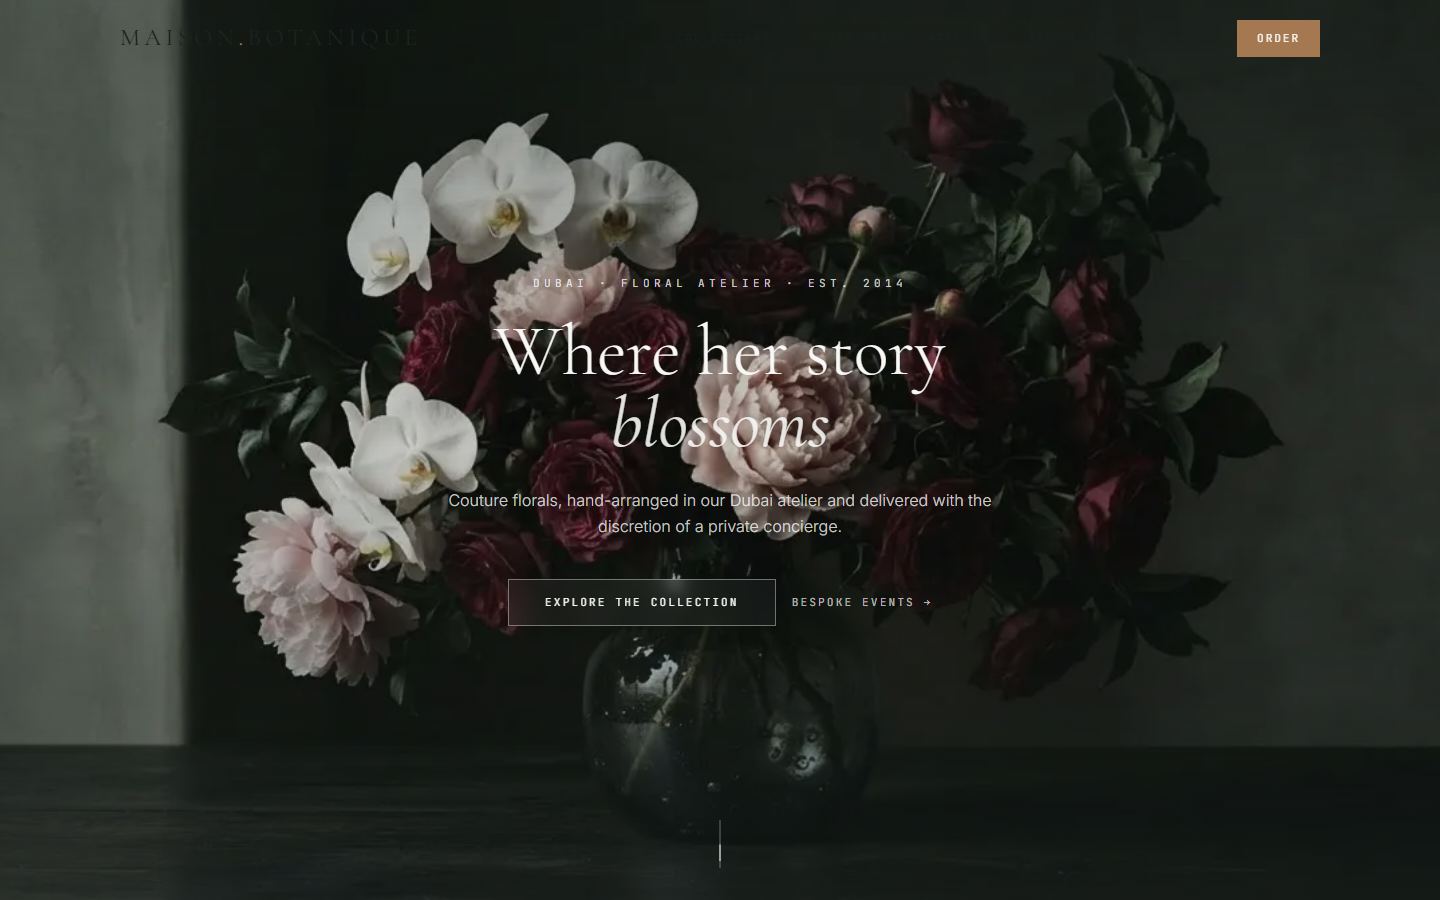 MAISON.BOTANIQUE
ORDER
DUBAI · FLORAL ATELIER · EST. 2014
Where her story
blossoms
Couture florals, hand-arranged in our Dubai atelier and delivered with the
discretion of a private concierge.
EXPLORE THE COLLECTION
BESPOKE EVENTS →